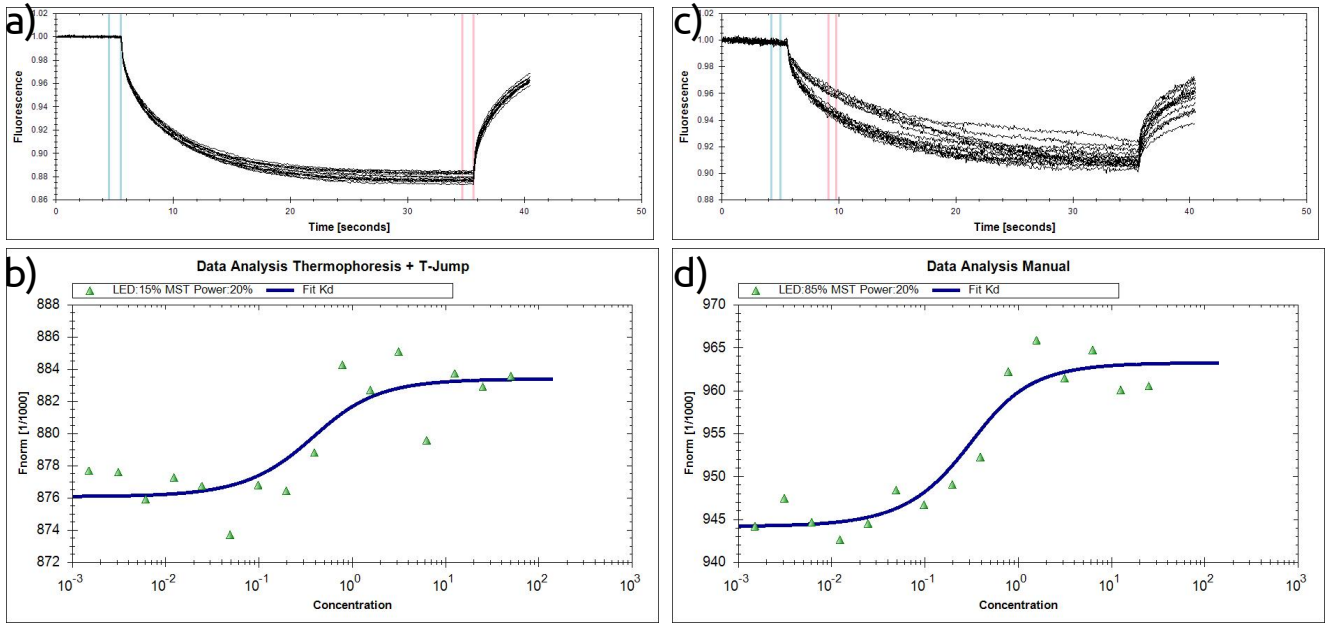 a)
1.02
1.00
0.98
0.96
0.94
0.92
0.90
0.88
0.86
Fluorescence
0 10 20 30 40 50
Time [seconds]
c)
1.02
1.00
0.98
0.96
0.94
0.92
0.90
0.88
Fluorescence
0 10 20 30 40 50
Time [seconds]
b)
Data Analysis Thermophoresis + T-Jump
LED:15% MST Power:20% Fit Kd
888
886
884
882
880
878
876
874
872
Fnorm [1/1000]
10-3 10-2 10-1 100 101 102 103
Concentration
d)
Data Analysis Manual
LED:85% MST Power:20% Fit Kd
970
965
960
955
950
945
940
Fnorm [1/1000]
10-3 10-2 10-1 100 101 102 103
Concentration